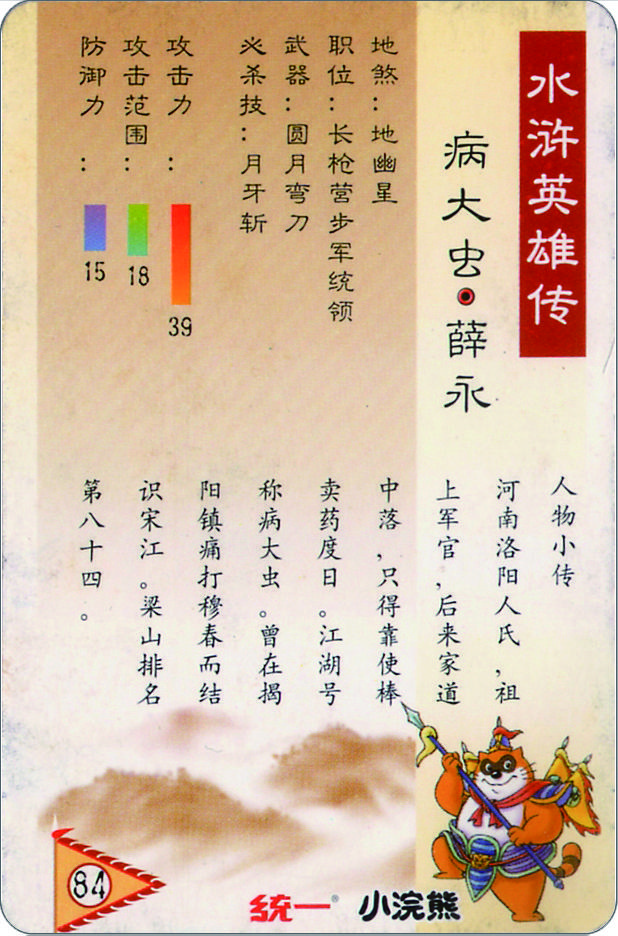 水浒英雄传
病大虫·薛永
地煞：地幽星
职位：长枪营步军统领
武器：圆月弯刀
必杀技：月牙斩
攻击力：39
攻击范围：18
防御力：15
人物小传
河南洛阳人氏，祖
上军官，后来家道
中落，只得靠使棒
卖药度日。江湖号
称病大虫。曾在揭
阳镇痛打穆春而结
识宋江。梁山排名
第八十四。
84
统一® 小浣熊